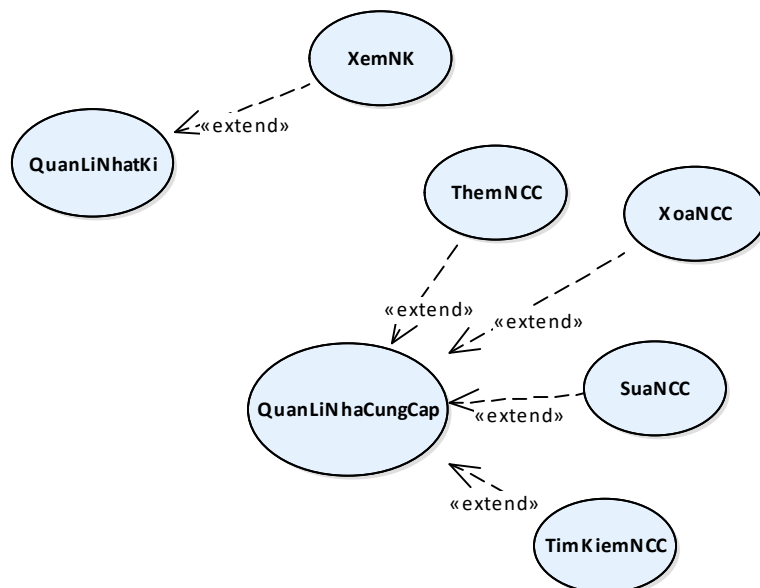 XemNK
«extend»
QuanLiNhatKi
ThemNCC
XoaNCC
«extend»
«extend»
QuanLiNhaCungCap
SuaNCC
«extend»
«extend»
TimKiemNCC